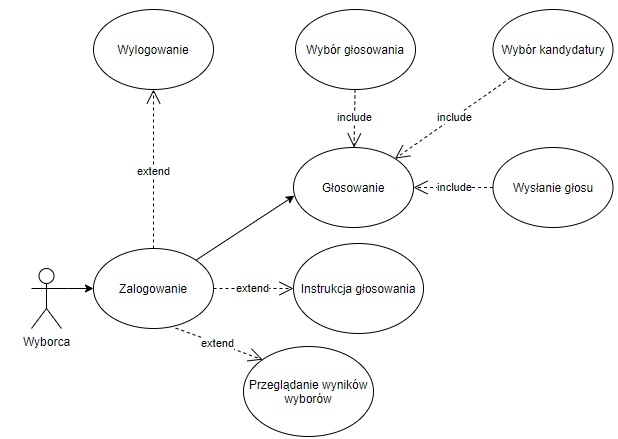 Wylogowanie
Wybór głosowania
Wybór kandydatury
include
include
extend
Głosowanie
include
Wysłanie głosu
Zalogowanie
extend
Instrukcja głosowania
Wyborca
extend
Przeglądanie wyników
wyborów